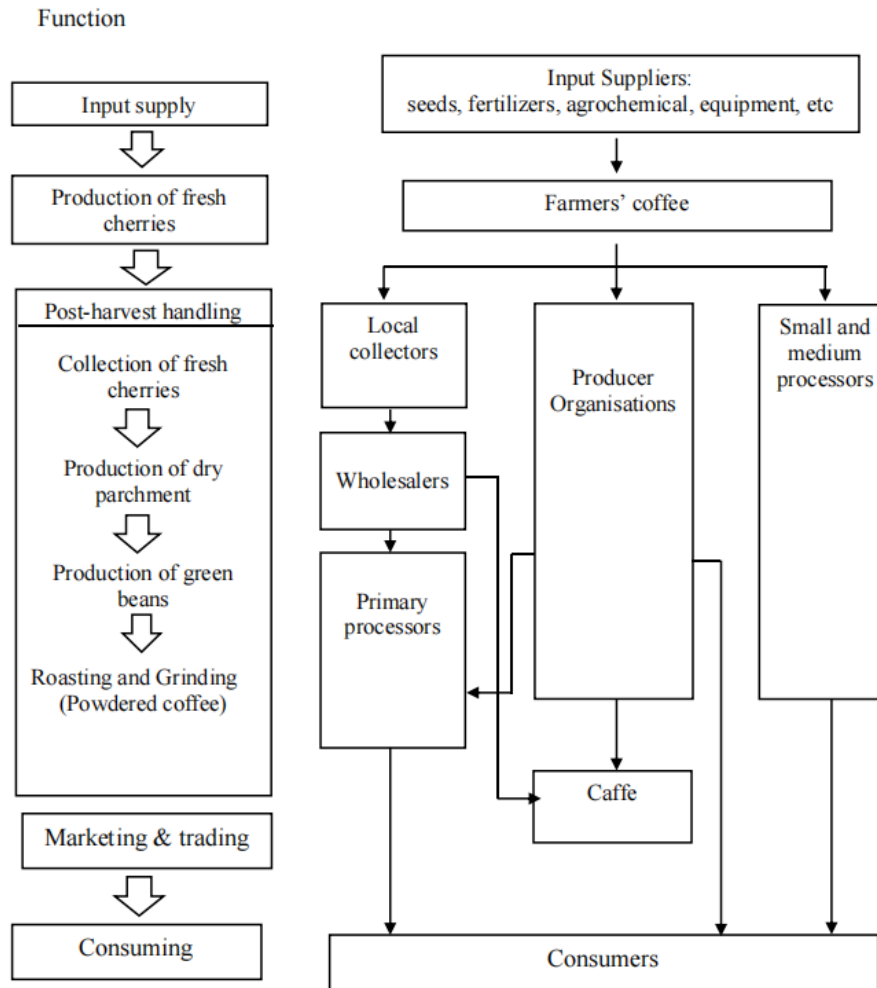 Function
Input supply
Production of fresh
cherries
Post-harvest handling
Collection of fresh
cherries
Production of dry
parchment
Production of green
beans
Roasting and Grinding
(Powdered coffee)
Marketing & trading
Consuming
Input Suppliers:
seeds, fertilizers, agrochemical, equipment, etc
Farmers’ coffee
Local
collectors
Wholesalers
Primary
processors
Producer
Organisations
Caffe
Small and
medium
processors
Consumers